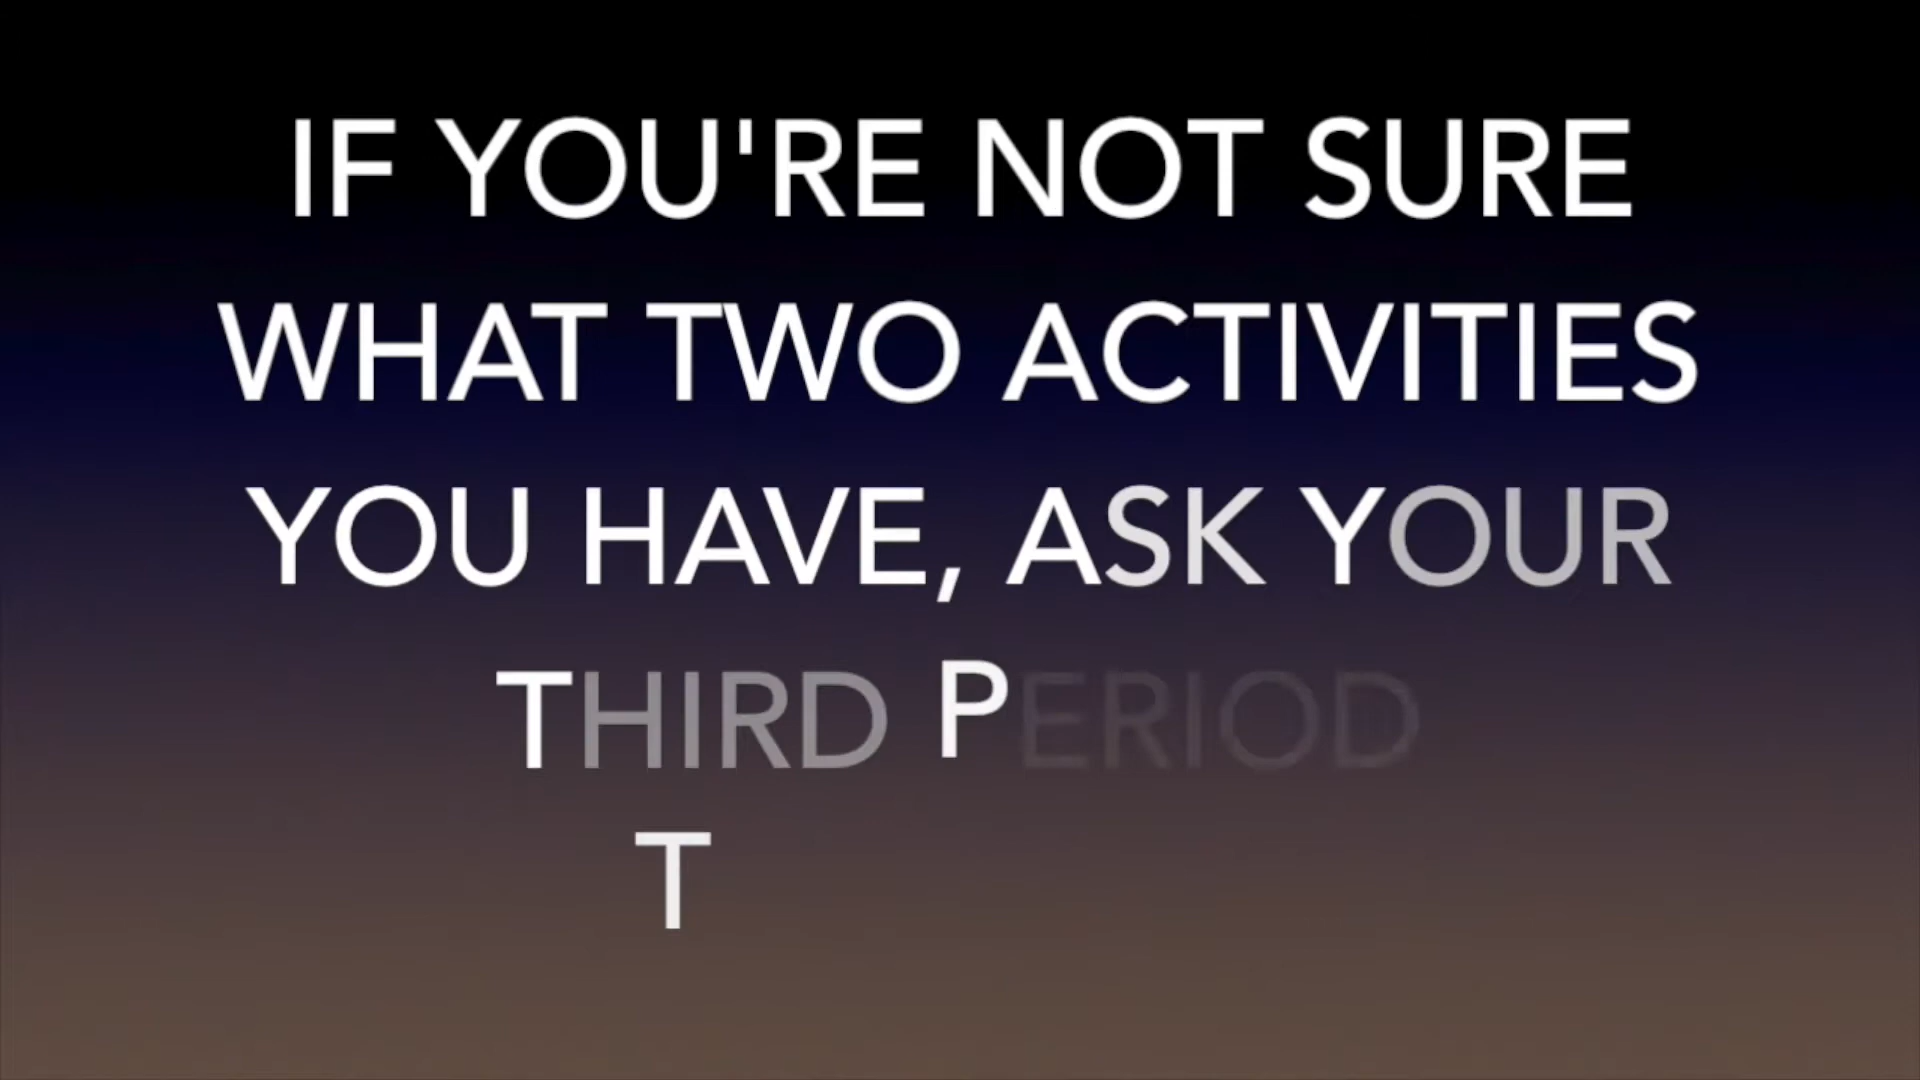 IF YOU'RE NOT SURE
WHAT TWO ACTIVITIES
YOU HAVE, ASK YOUR
THIRD PERIOD
T